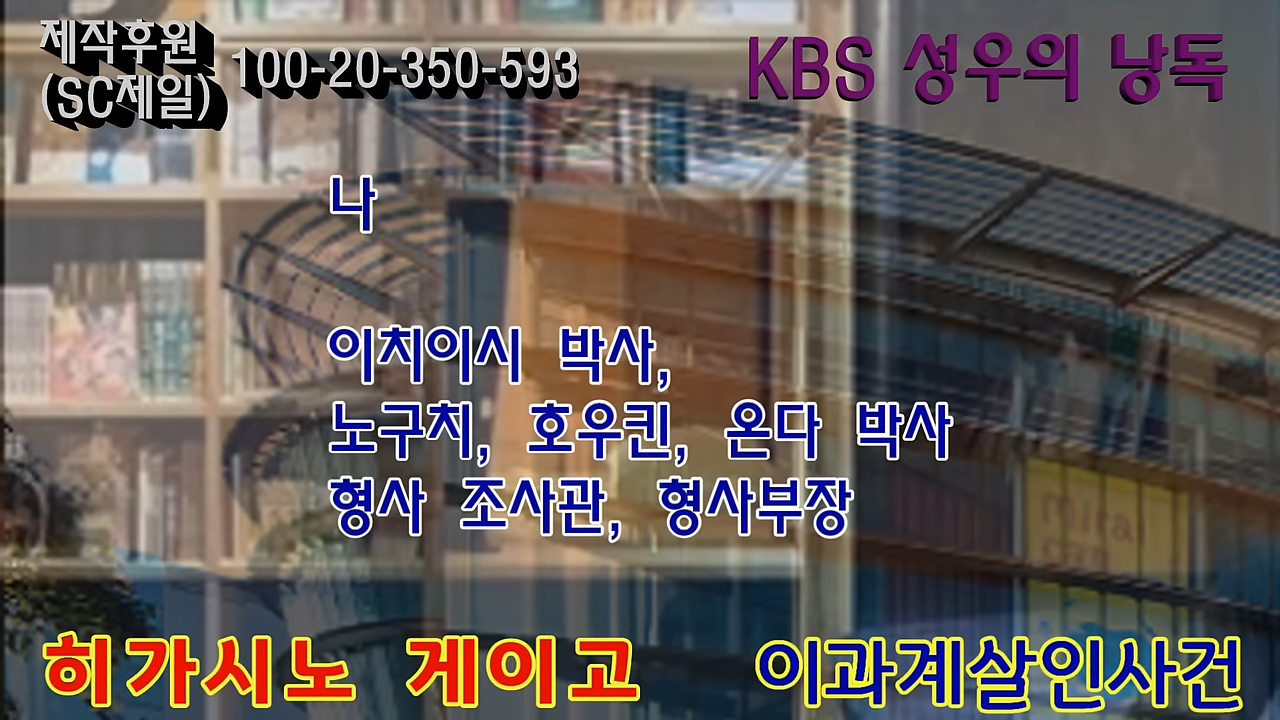 제작후원
(SC제일) 100-20-350-593
KBS 성우의 낭독
나
이치이시 박사,
노구치, 호우킨, 온다 박사
형사 조사관, 형사부장
mira
can
히가시노 게이고 이과계살인사건